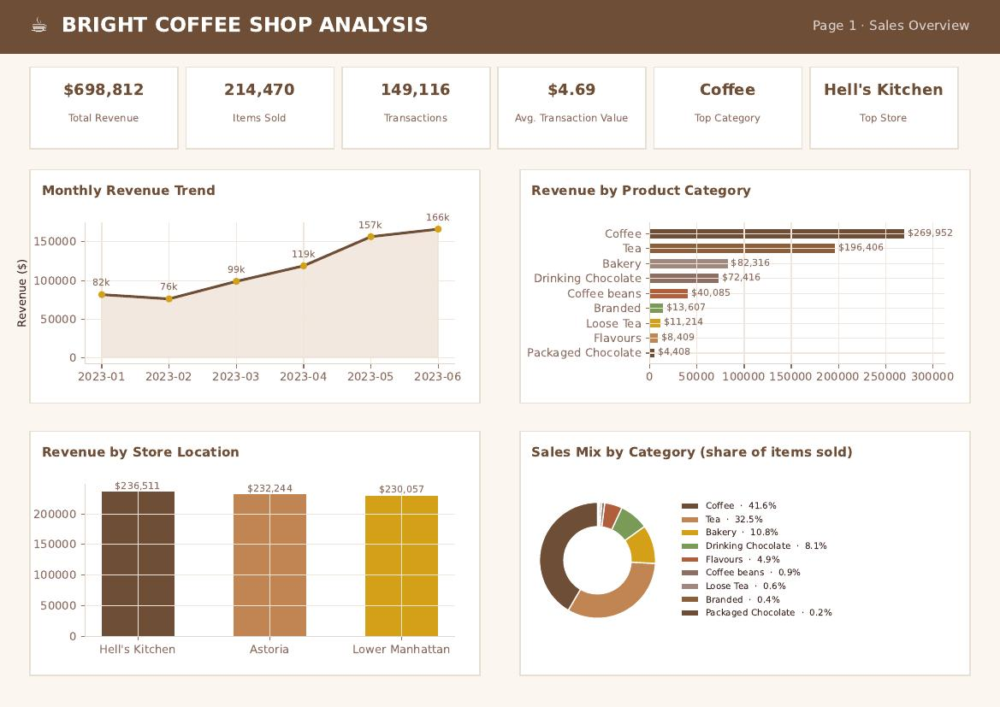 ☕ BRIGHT COFFEE SHOP ANALYSIS
Page 1 · Sales Overview
$698,812
Total Revenue
214,470
Items Sold
149,116
Transactions
$4.69
Avg. Transaction Value
Coffee
Top Category
Hell's Kitchen
Top Store
Monthly Revenue Trend
Revenue ($)
150000
100000
50000
0
82k
76k
99k
119k
157k
166k
2023-01 2023-02 2023-03 2023-04 2023-05 2023-06
Revenue by Product Category
Coffee $269,952
Tea $196,406
Bakery $82,316
Drinking Chocolate $72,416
Coffee beans $40,085
Branded $13,607
Loose Tea $11,214
Flavours $8,409
Packaged Chocolate $4,408
0 50000 100000 150000 200000 250000 300000
Revenue by Store Location
$236,511 $232,244 $230,057
200000
150000
100000
50000
0
Hell's Kitchen Astoria Lower Manhattan
Sales Mix by Category (share of items sold)
Coffee · 41.6%
Tea · 32.5%
Bakery · 10.8%
Drinking Chocolate · 8.1%
Flavours · 4.9%
Coffee beans · 0.9%
Loose Tea · 0.6%
Branded · 0.4%
Packaged Chocolate · 0.2%